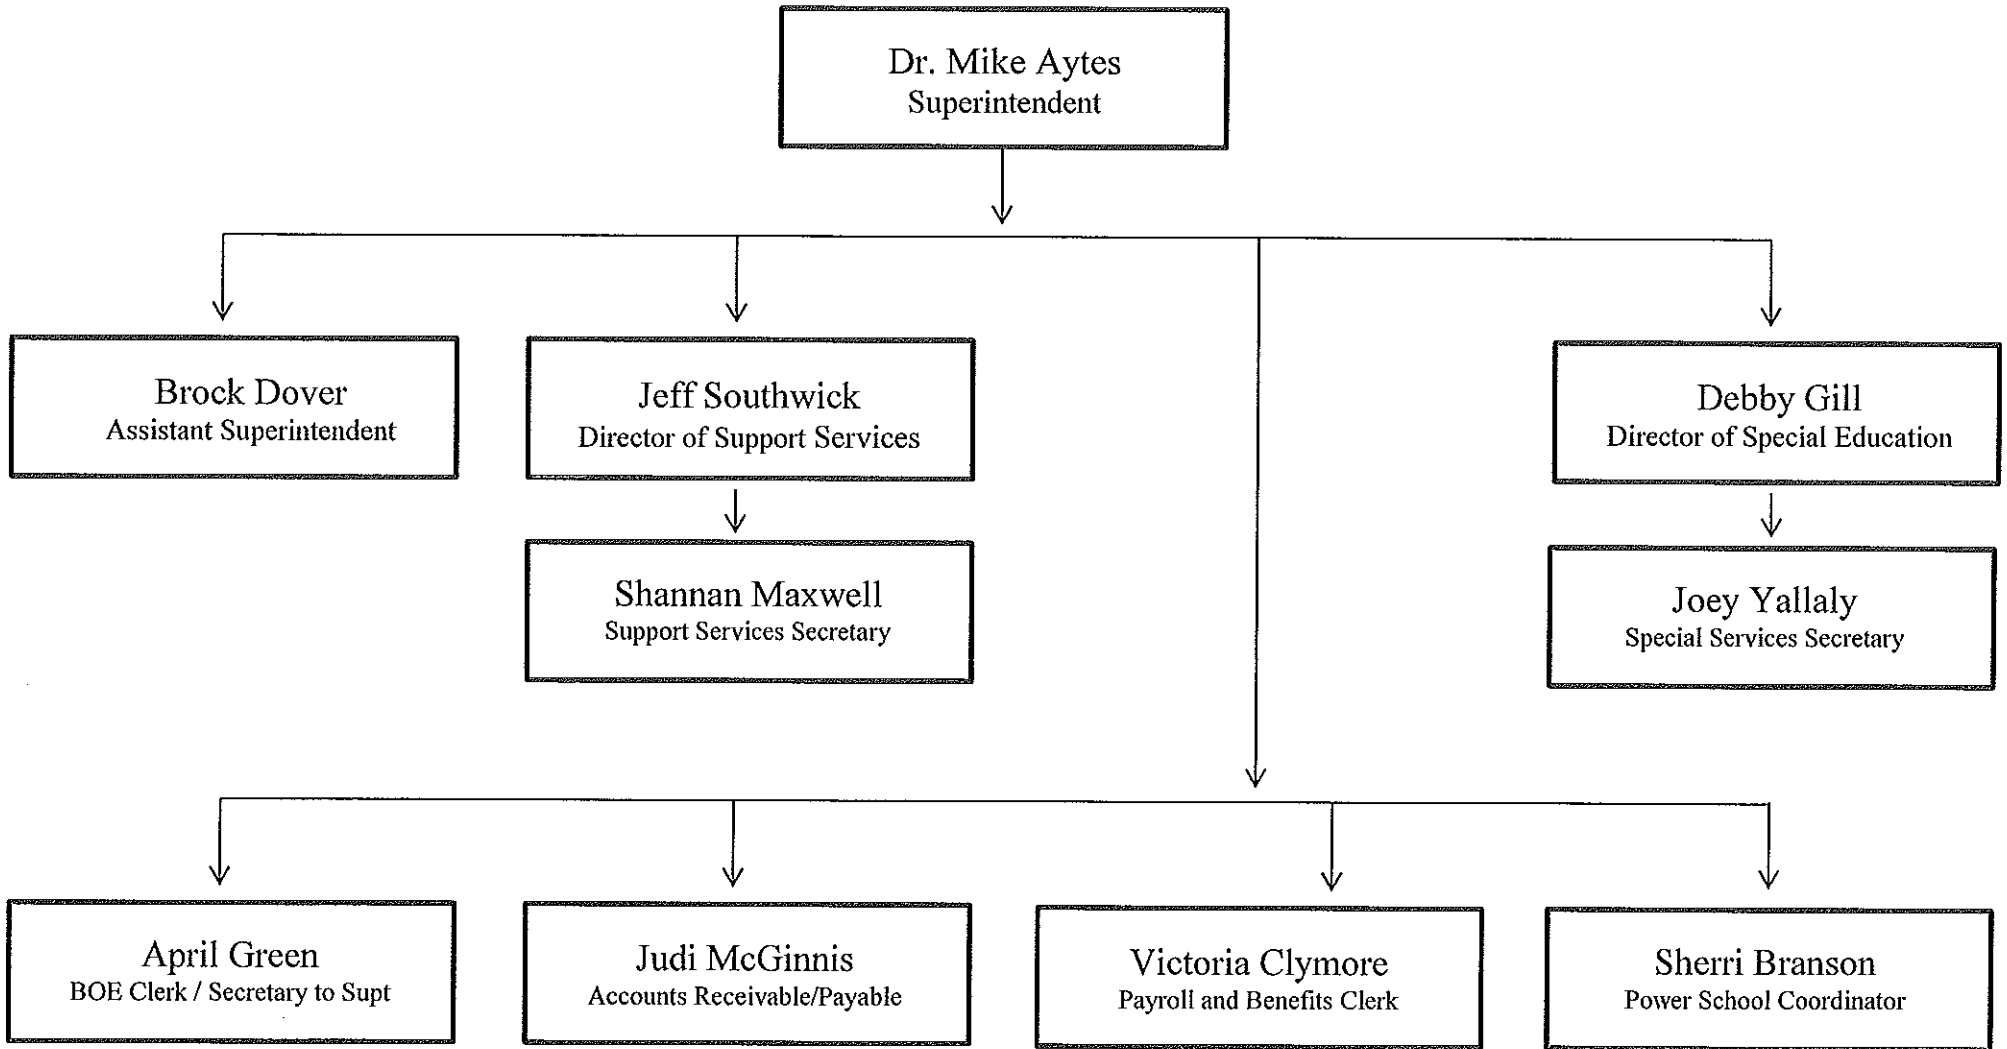 Dr. Mike Aytes
Superintendent
Brock Dover
Assistant Superintendent
Jeff Southwick
Director of Support Services
Debby Gill
Director of Special Education
Shannan Maxwell
Support Services Secretary
Joey Yallaly
Special Services Secretary
April Green
BOE Clerk / Secretary to Supt
Judi McGinnis
Accounts Receivable/Payable
Victoria Clymore
Payroll and Benefits Clerk
Sherri Branson
Power School Coordinator